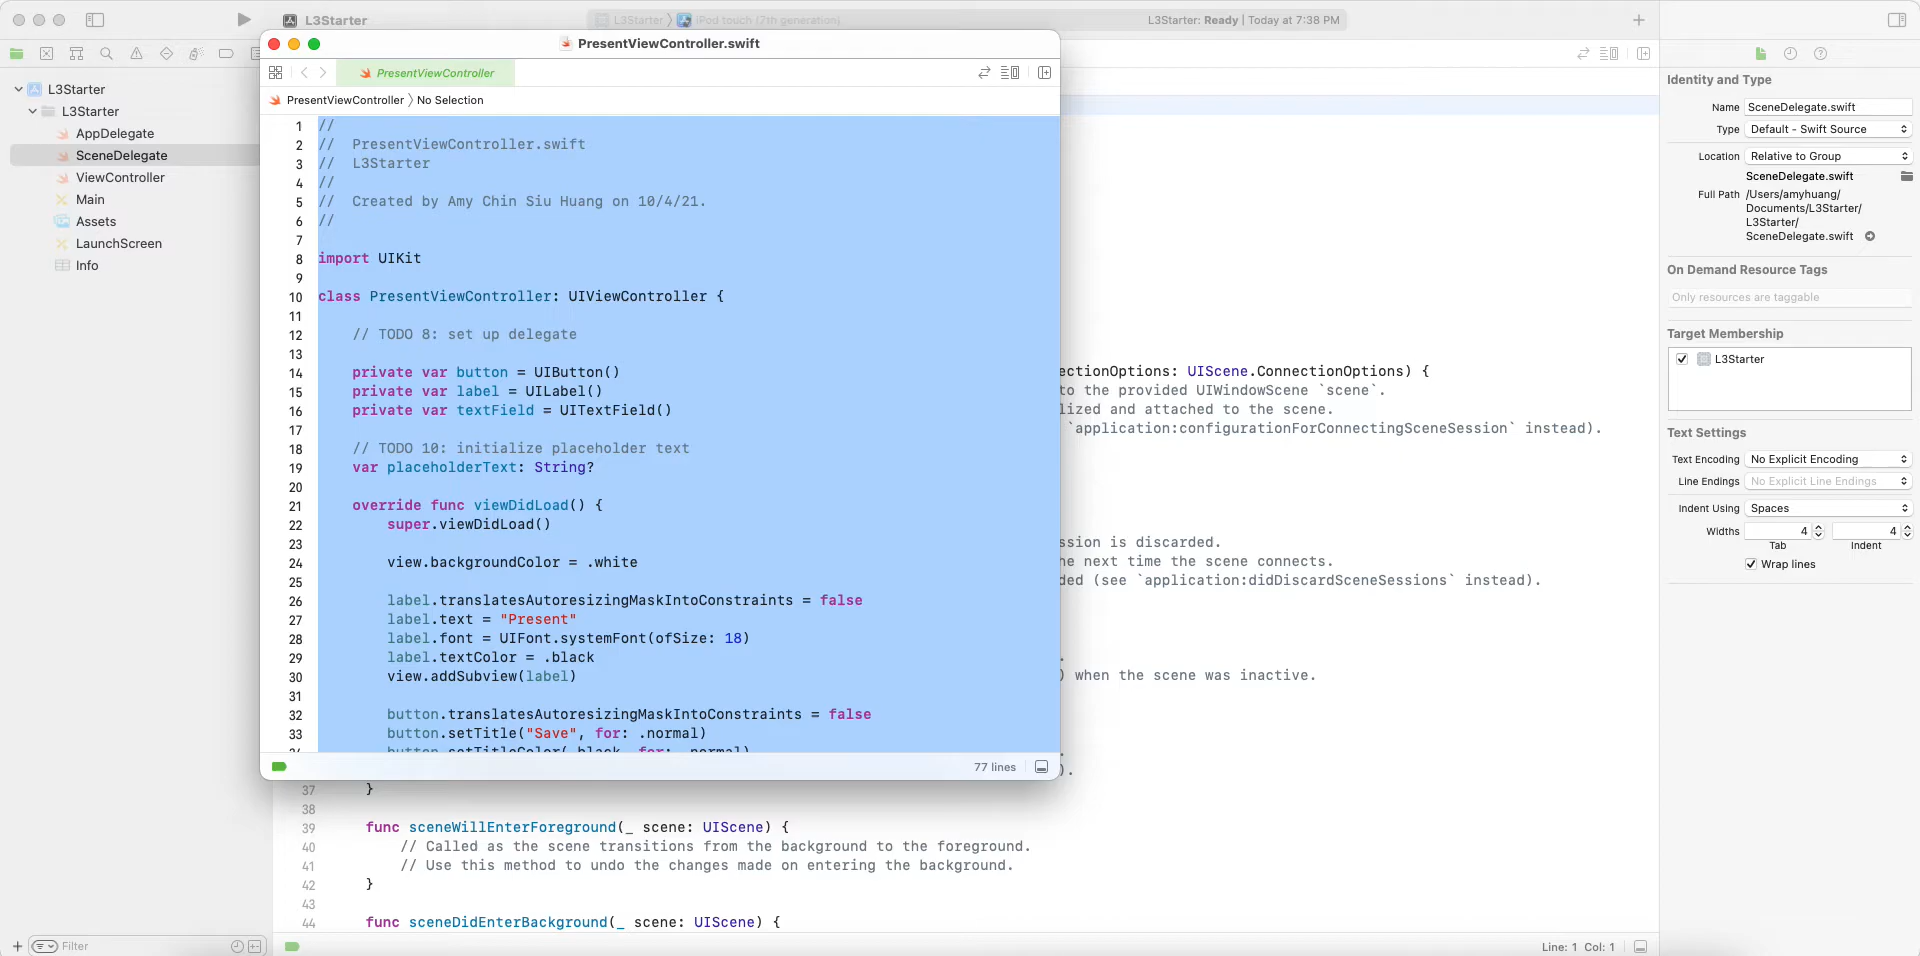 L3Starter
L3Starter 〉 iPod touch (7th generation)
L3Starter: Ready | Today at 7:38 PM
L3Starter
L3Starter
AppDelegate
SceneDelegate
ViewController
Main
Assets
LaunchScreen
Info
Filter
PresentViewController.swift
PresentViewController
PresentViewController 〉 No Selection
1 //
2 //  PresentViewController.swift
3 //  L3Starter
4 //
5 //  Created by Amy Chin Siu Huang on 10/4/21.
6 //
7
8 import UIKit
9
10 class PresentViewController: UIViewController {
11
12 // TODO 8: set up delegate
13
14 private var button = UIButton()
15 private var label = UILabel()
16 private var textField = UITextField()
17
18 // TODO 10: initialize placeholder text
19 var placeholderText: String?
20
21 override func viewDidLoad() {
22 super.viewDidLoad()
23
24 view.backgroundColor = .white
25
26 label.translatesAutoresizingMaskIntoConstraints = false
27 label.text = "Present"
28 label.font = UIFont.systemFont(ofSize: 18)
29 label.textColor = .black
30 view.addSubview(label)
31
32 button.translatesAutoresizingMaskIntoConstraints = false
33 button.setTitle("Save", for: .normal)
34 button.setTitleColor(.black, for: .normal)
77 lines
ectionOptions: UIScene.ConnectionOptions) {
to the provided UIWindowScene `scene`.
lized and attached to the scene.
`application:configurationForConnectingSceneSession` instead).
ssion is discarded.
he next time the scene connects.
ded (see `application:didDiscardSceneSessions` instead).
.
) when the scene was inactive.
.
).
37 }
38
39 func sceneWillEnterForeground(_ scene: UIScene) {
40 // Called as the scene transitions from the background to the foreground.
41 // Use this method to undo the changes made on entering the background.
42 }
43
44 func sceneDidEnterBackground(_ scene: UIScene) {
Line: 1 Col: 1
Identity and Type
Name SceneDelegate.swift
Type Default - Swift Source
Location Relative to Group
SceneDelegate.swift
Full Path /Users/amyhuang/
Documents/L3Starter/
L3Starter/
SceneDelegate.swift
On Demand Resource Tags
Only resources are taggable
Target Membership
L3Starter
Text Settings
Text Encoding No Explicit Encoding
Line Endings No Explicit Line Endings
Indent Using Spaces
Widths 4 4
Tab Indent
Wrap lines